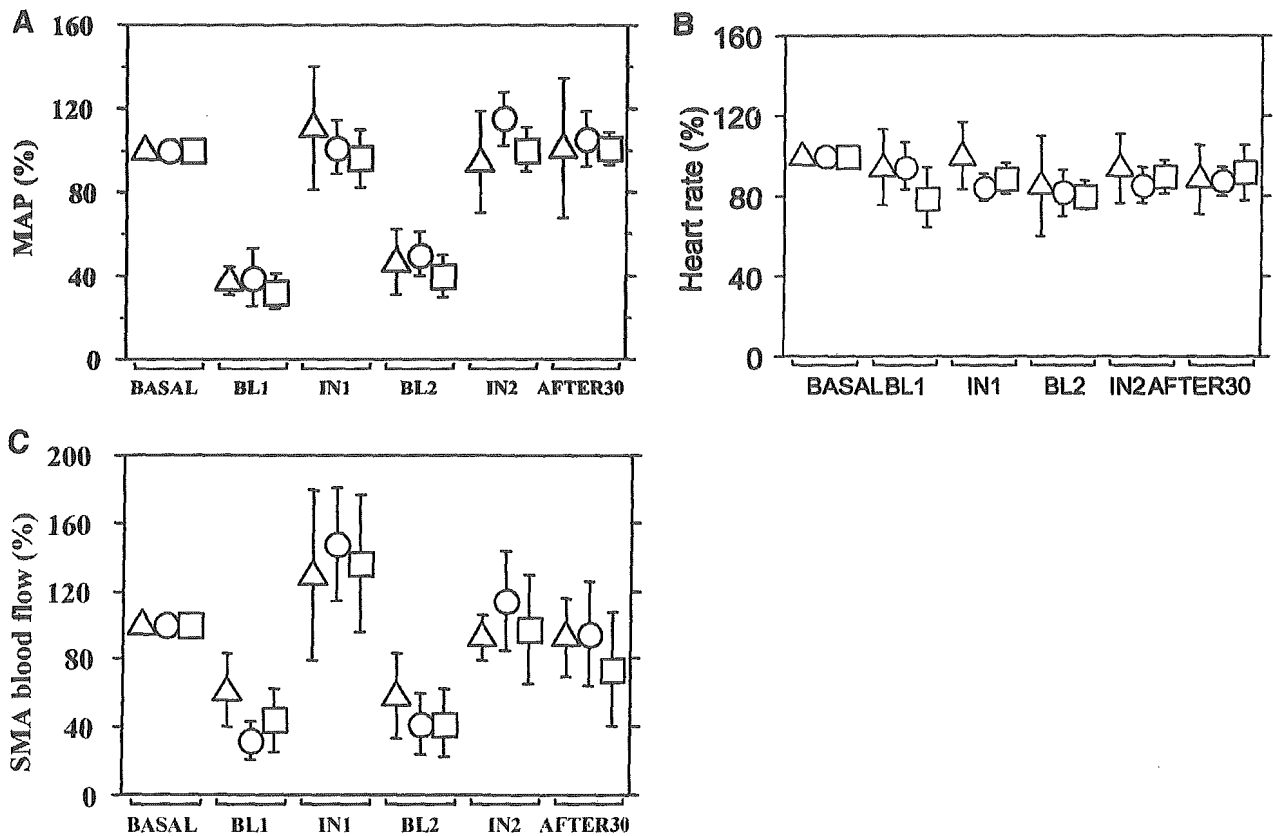 A
MAP (%)
160
120
80
40
0
BASAL BL1 IN1 BL2 IN2 AFTER30
B
Heart rate (%)
160
120
80
40
0
BASALBL1 IN1 BL2 IN2AFTER30
C
SMA blood flow (%)
200
160
120
80
40
0
BASAL BL1 IN1 BL2 IN2 AFTER30